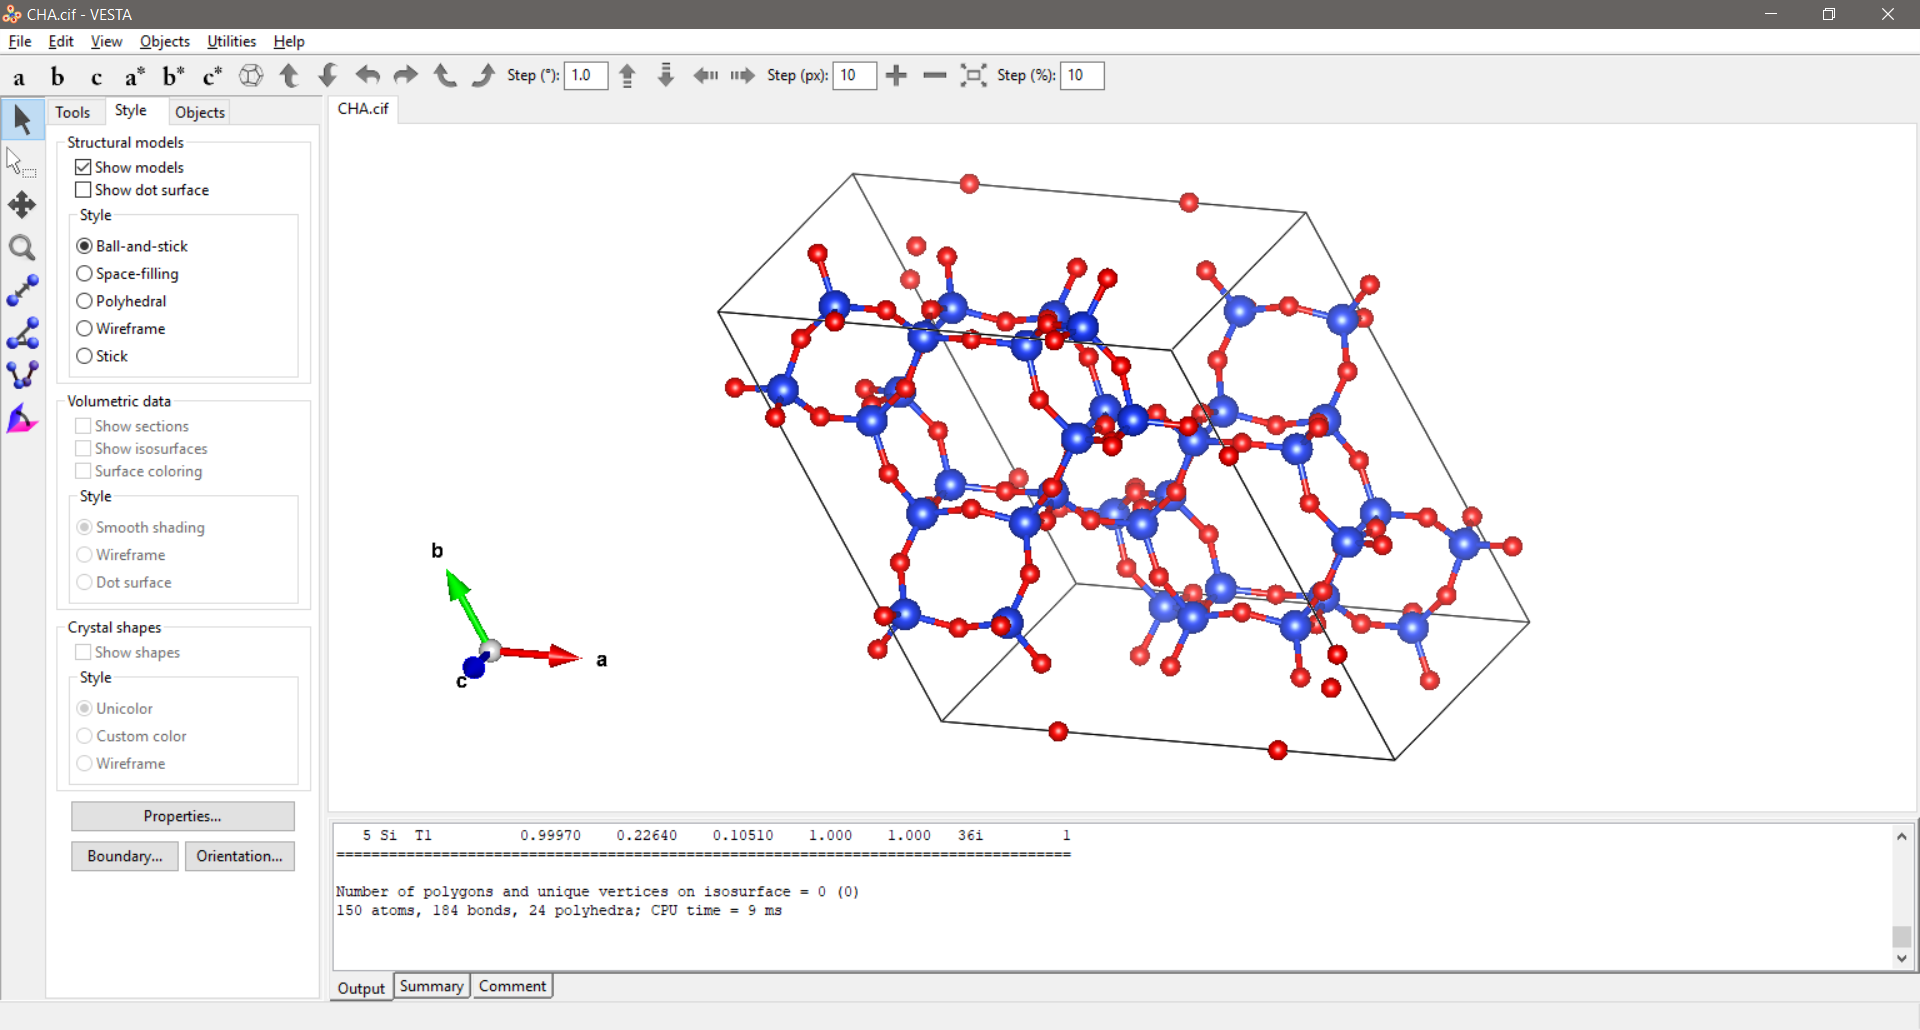 CHA.cif - VESTA
File Edit View Objects Utilities Help
a b c a* b* c* Step (°): 1.0 Step (px): 10 Step (%): 10
Tools Style Objects
CHA.cif
Structural models
Show models
Show dot surface
Style
Ball-and-stick
Space-filling
Polyhedral
Wireframe
Stick
Volumetric data
Show sections
Show isosurfaces
Surface coloring
Style
Smooth shading
Wireframe
Dot surface
Crystal shapes
Show shapes
Style
Unicolor
Custom color
Wireframe
Properties...
Boundary... Orientation...
b
a
c
5 Si T1 0.99970 0.22640 0.10510 1.000 1.000 36i 1
====================================================================================
Number of polygons and unique vertices on isosurface = 0 (0)
150 atoms, 184 bonds, 24 polyhedra; CPU time = 9 ms
Output Summary Comment